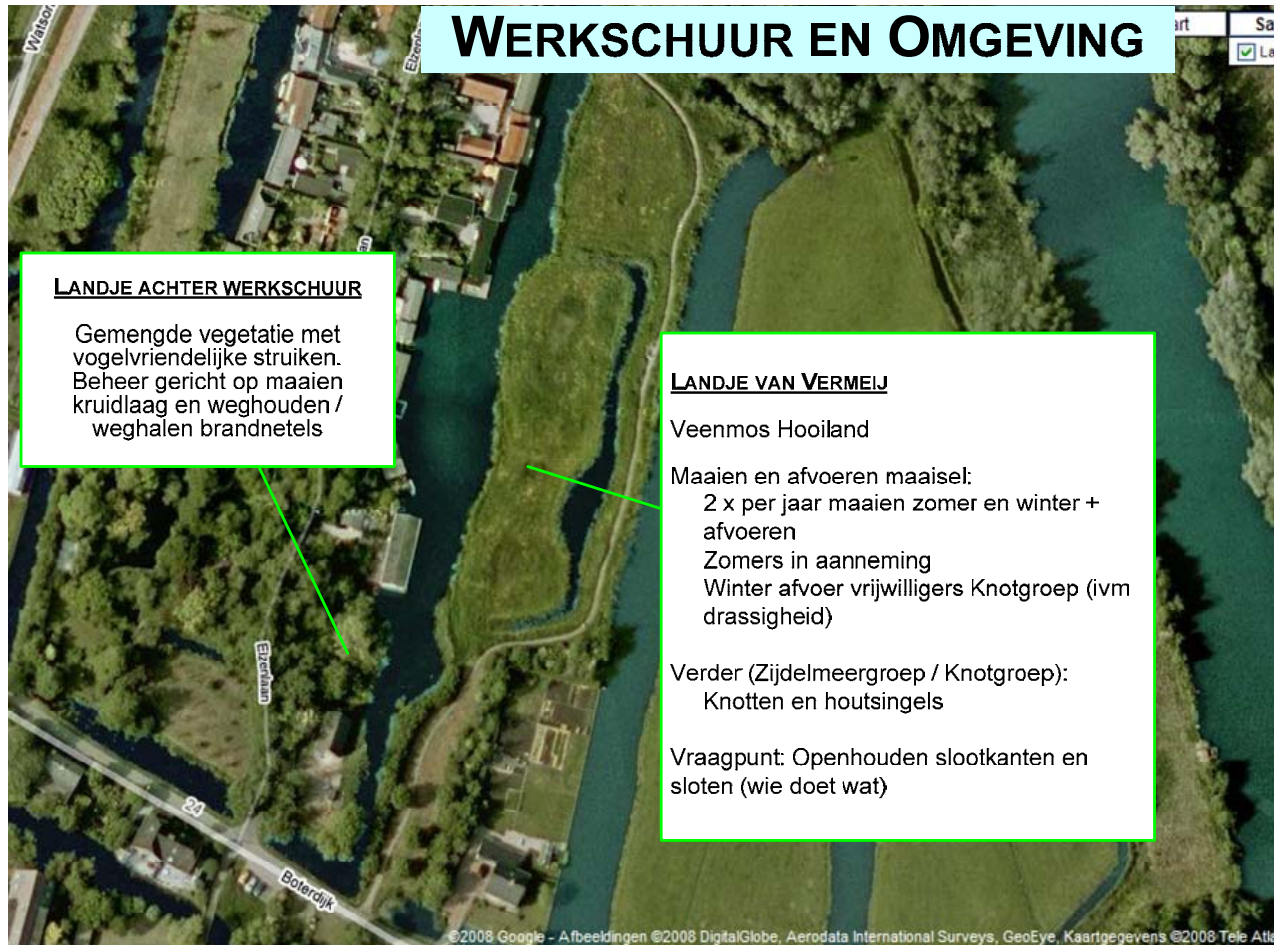 WERKSCHUUR EN OMGEVING
LANDJE ACHTER WERKSCHUUR
Gemengde vegetatie met
vogelvriendelijke struiken.
Beheer gericht op maaien
kruidlaag en weghouden /
weghalen brandnetels
LANDJE VAN VERMEIJ
Veenmos Hooiland
Maaien en afvoeren maaisel:
2 x per jaar maaien zomer en winter +
afvoeren
Zomers in aanneming
Winter afvoer vrijwilligers Knotgroep (ivm
drassigheid)
Verder (Zijdelmeergroep / Knotgroep):
Knotten en houtsingels
Vraagpunt: Openhouden slootkanten en
sloten (wie doet wat)
Elzenlaan
24
Boterdijk
©2008 Google - Afbeeldingen ©2008 DigitalGlobe, Aerodata International Surveys, GeoEye, Kaartgegevens ©2008 Tele Atla